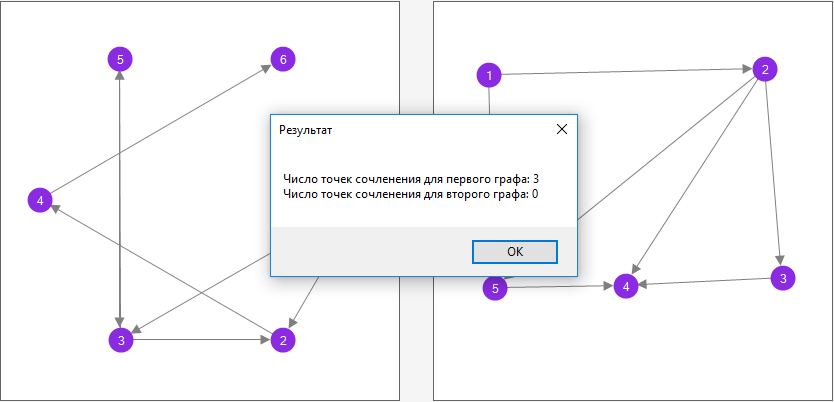 5
6
1
2
Результат
Число точек сочленения для первого графа: 3
Число точек сочленения для второго графа: 0
4
OK
3
5
4
3
2